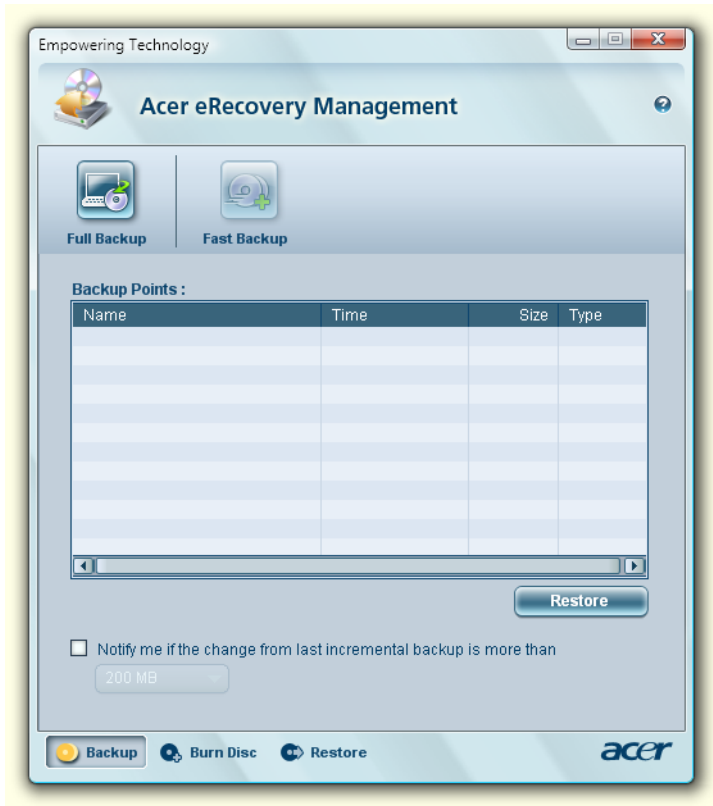 Empowering Technology
Acer eRecovery Management
Full Backup
Fast Backup
Backup Points :
Name Time Size Type
Restore
Notify me if the change from last incremental backup is more than
200 MB
Backup Burn Disc Restore acer